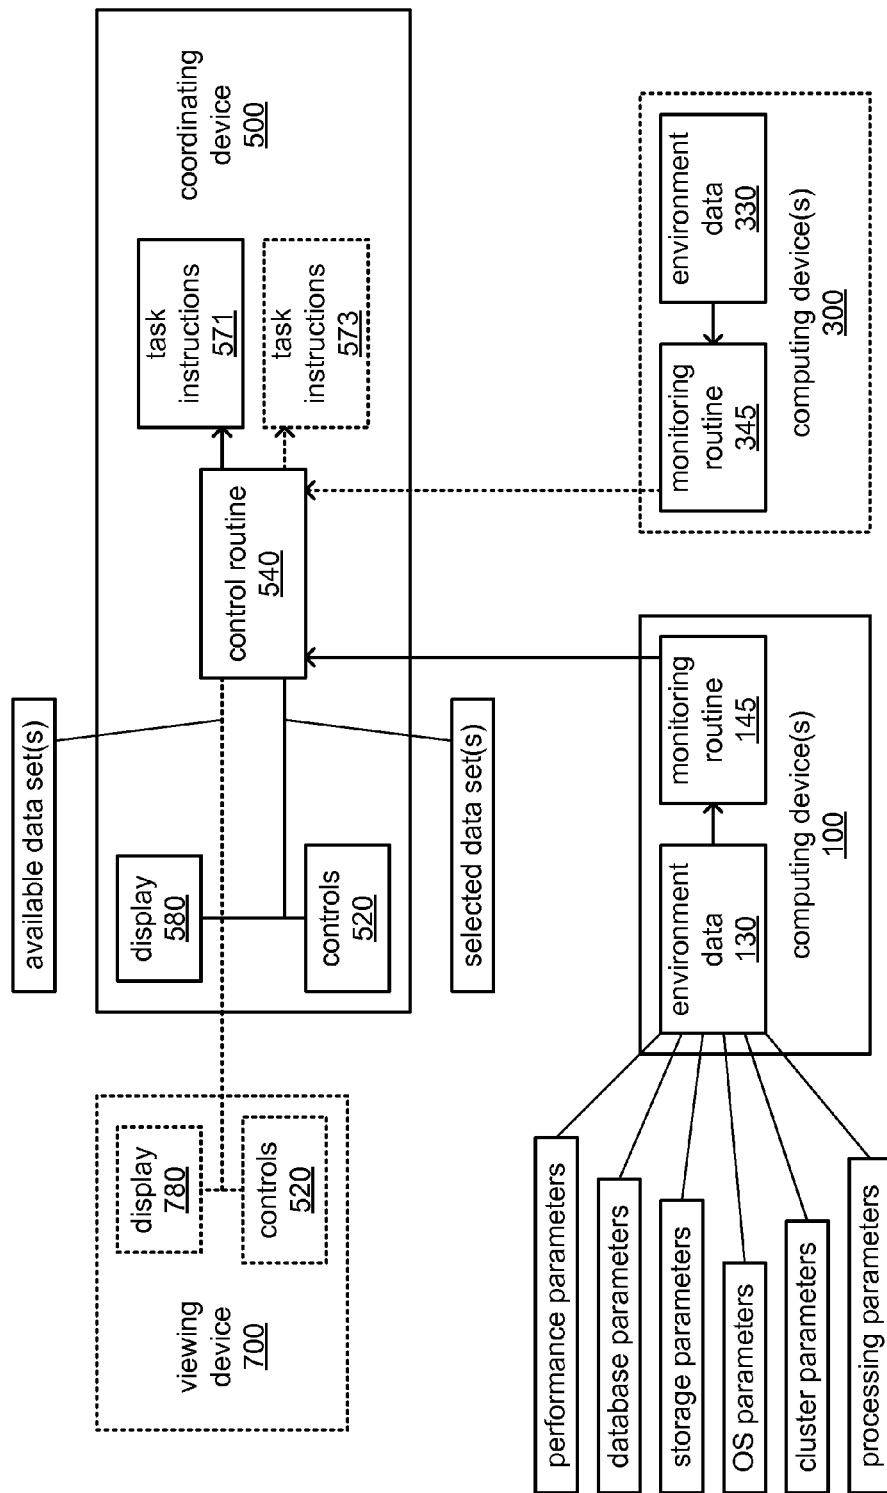 viewing
device
700
display
780
controls
520
available data set(s)
display
580
controls
520
selected data set(s)
control routine
540
task
instructions
571
task
instructions
573
coordinating
device
500
performance parameters
database parameters
storage parameters
OS parameters
cluster parameters
processing parameters
environment
data
130
monitoring
routine
145
computing device(s)
100
monitoring
routine
345
environment
data
330
computing device(s)
300